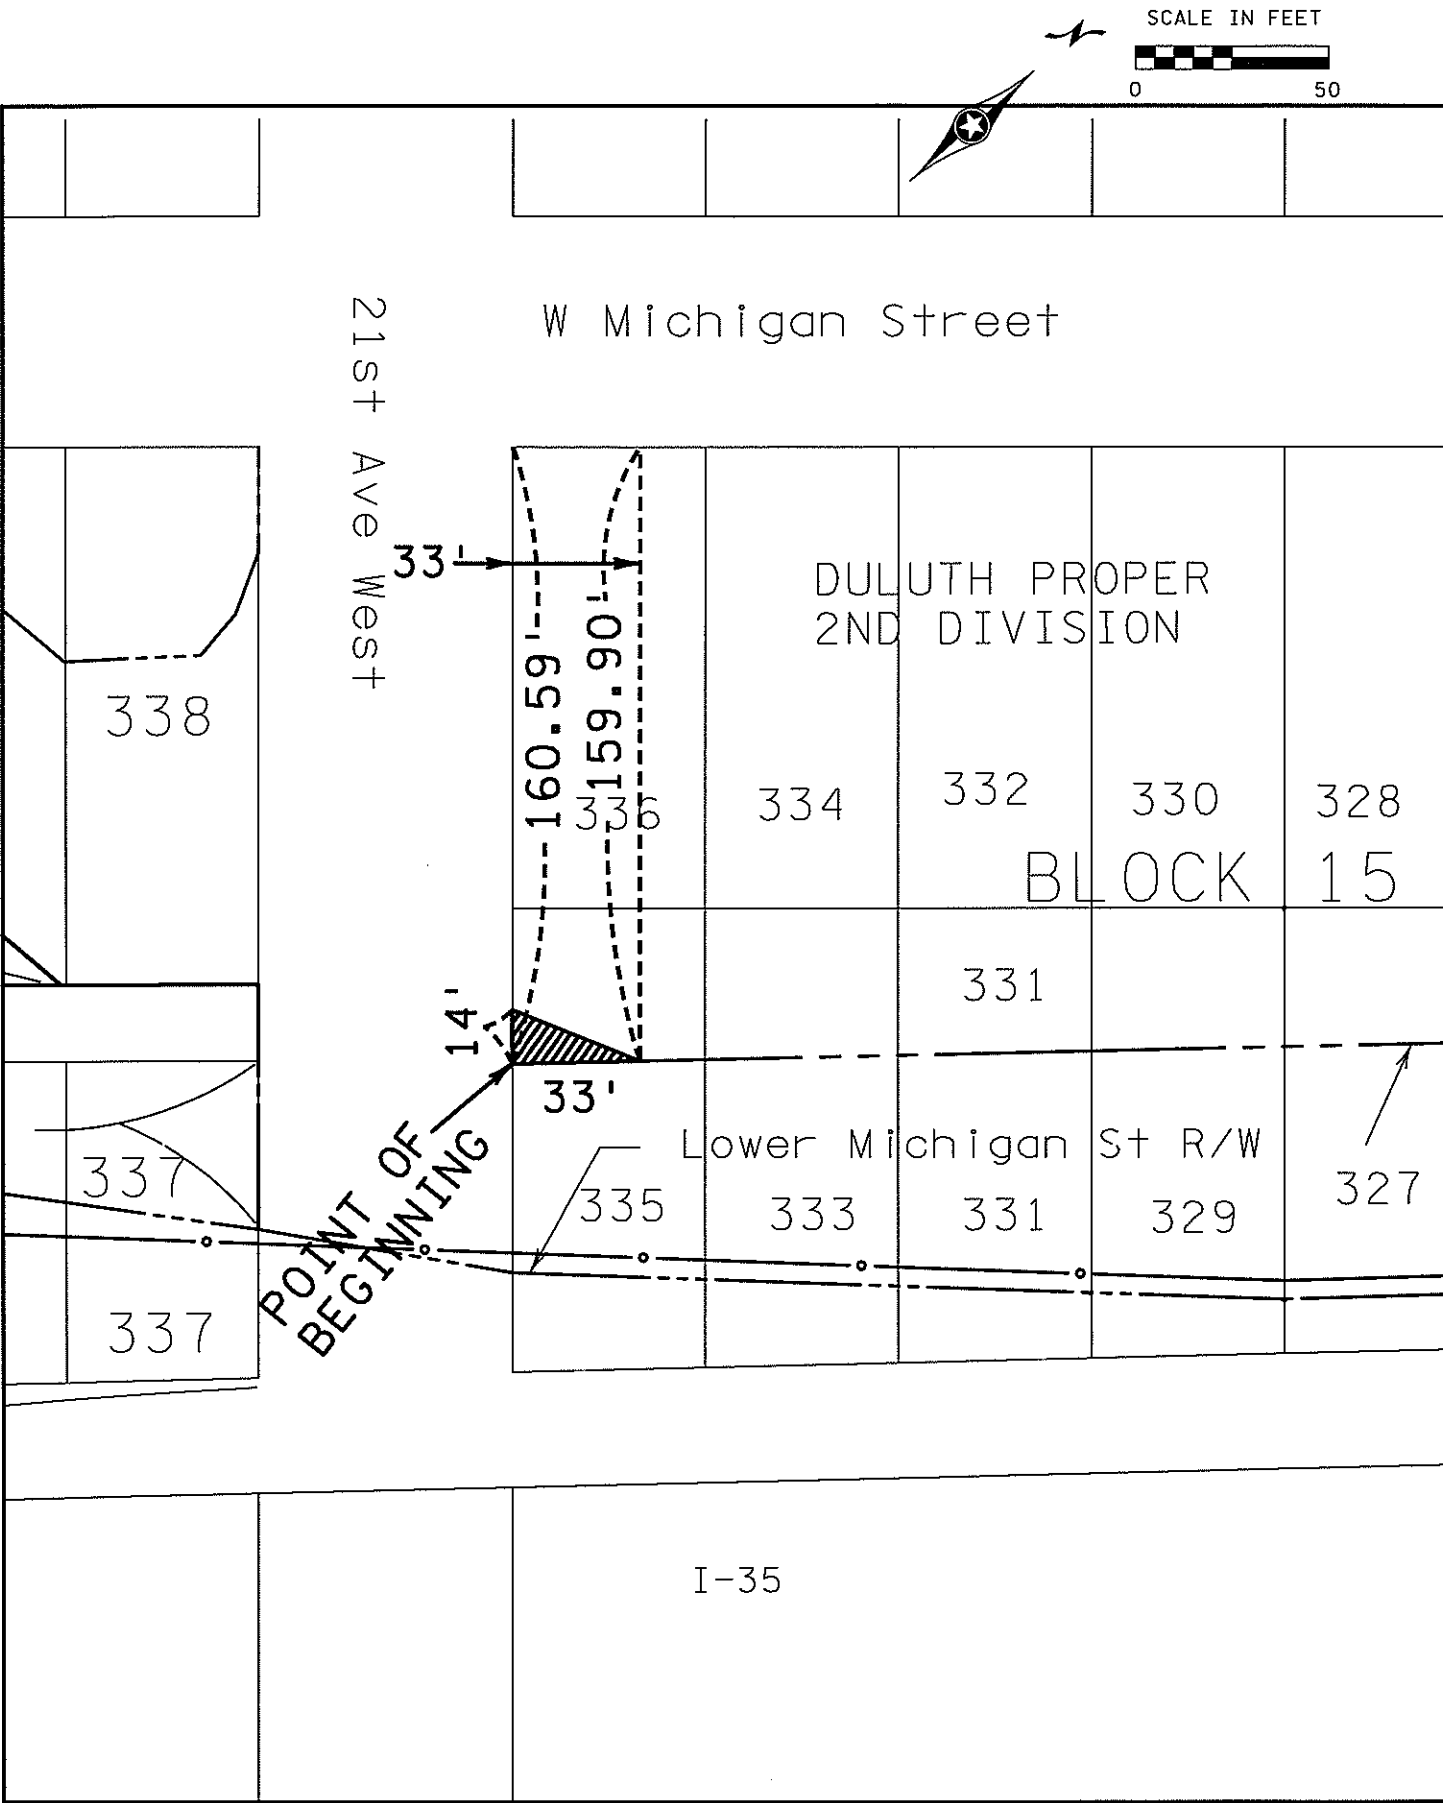 SCALE IN FEET
0 50
W Michigan Street
21st Ave West
33'
160.59'
159.90'
DULUTH PROPER
2ND DIVISION
338
336
334
332
330
328
BLOCK 15
331
14'
33'
POINT OF
BEGINNING
Lower Michigan St R/W
337
335
333
331
329
327
337
I-35